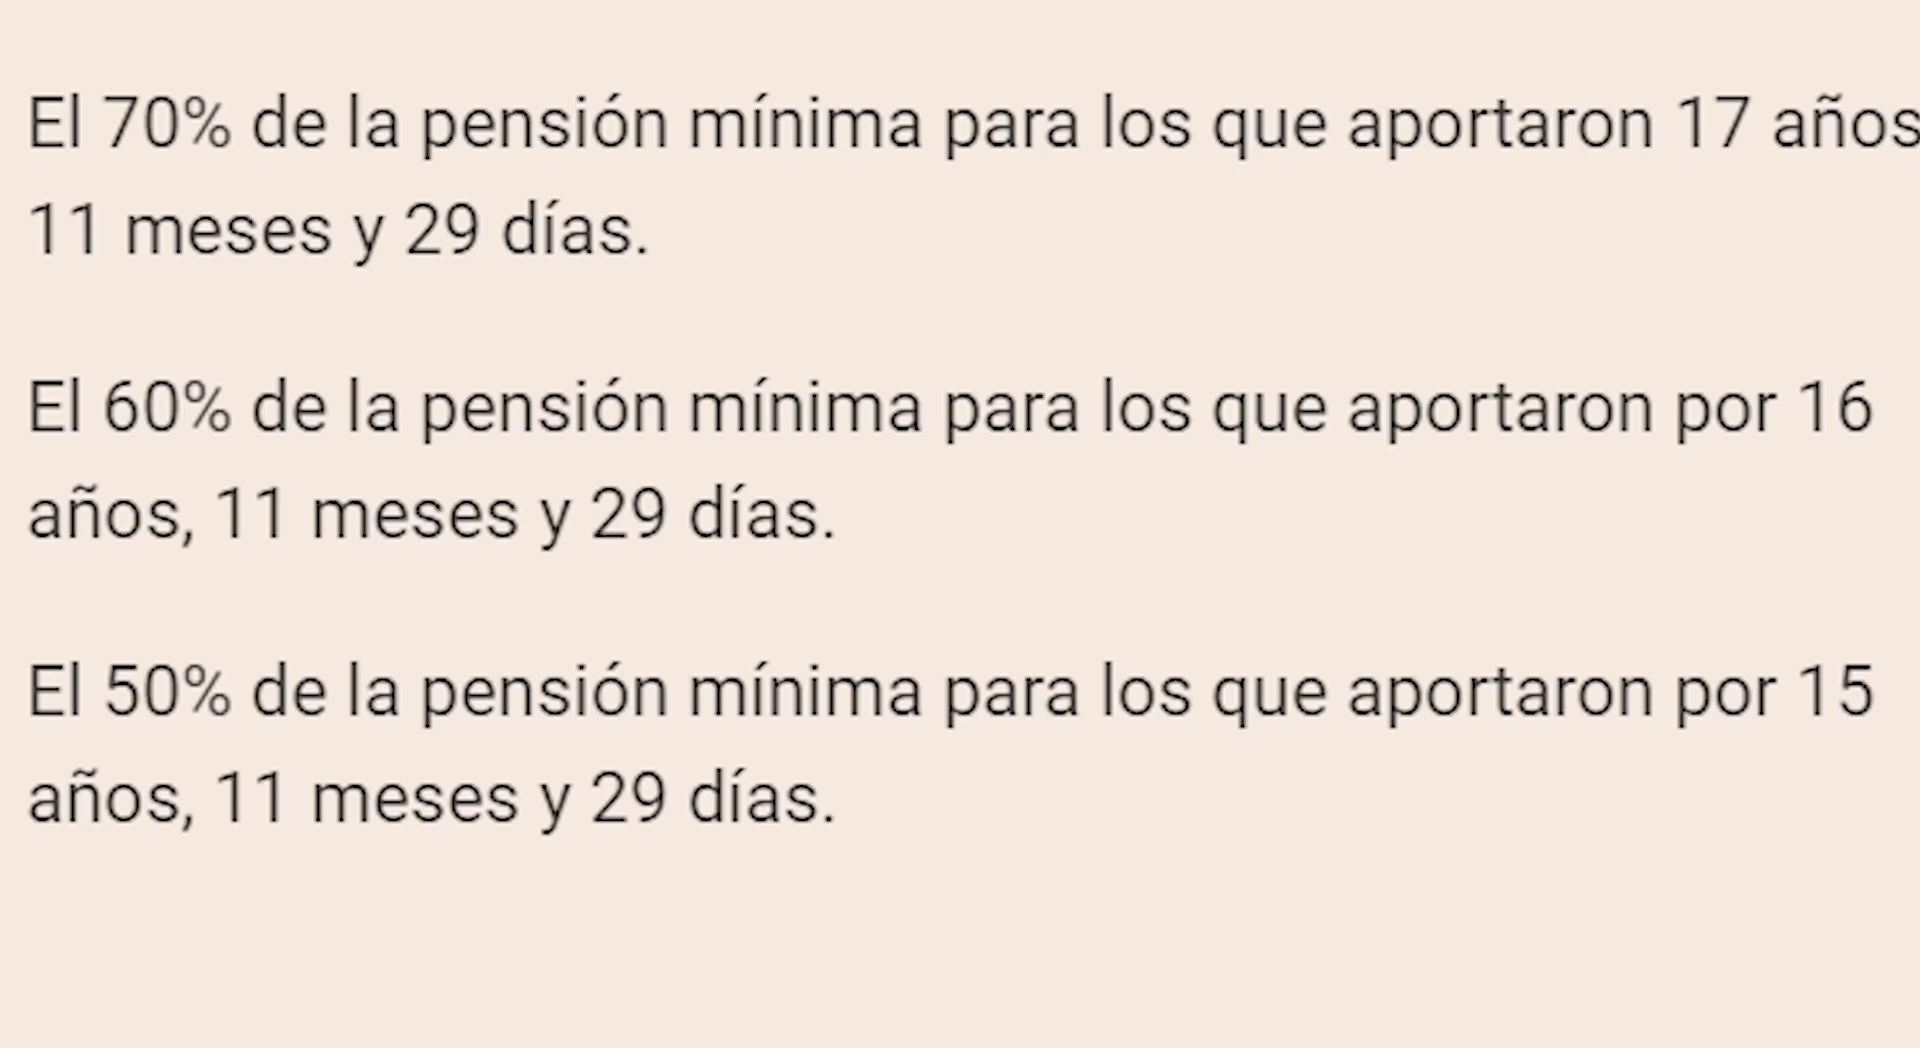 El 70% de la pensión mínima para los que aportaron 17 años
11 meses y 29 días.
El 60% de la pensión mínima para los que aportaron por 16
años, 11 meses y 29 días.
El 50% de la pensión mínima para los que aportaron por 15
años, 11 meses y 29 días.